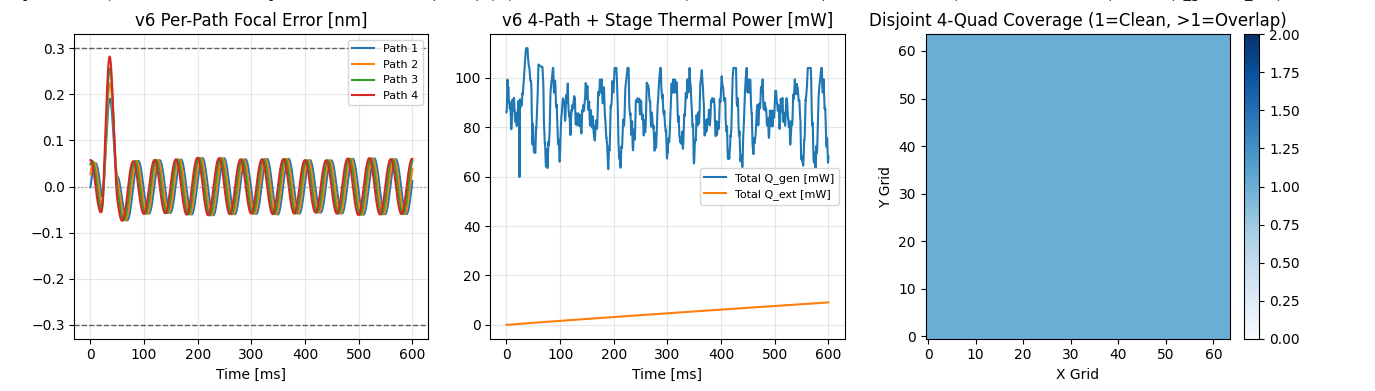 v6 Per-Path Focal Error [nm]
0.3
0.2
0.1
0.0
−0.1
−0.2
−0.3
0 100 200 300 400 500 600
Time [ms]
Path 1
Path 2
Path 3
Path 4
v6 4-Path + Stage Thermal Power [mW]
100
80
60
40
20
0
0 100 200 300 400 500 600
Time [ms]
Total Q_gen [mW]
Total Q_ext [mW]
Disjoint 4-Quad Coverage (1=Clean, >1=Overlap)
Y Grid
60
50
40
30
20
10
0
0 10 20 30 40 50 60
X Grid
2.00
1.75
1.50
1.25
1.00
0.75
0.50
0.25
0.00